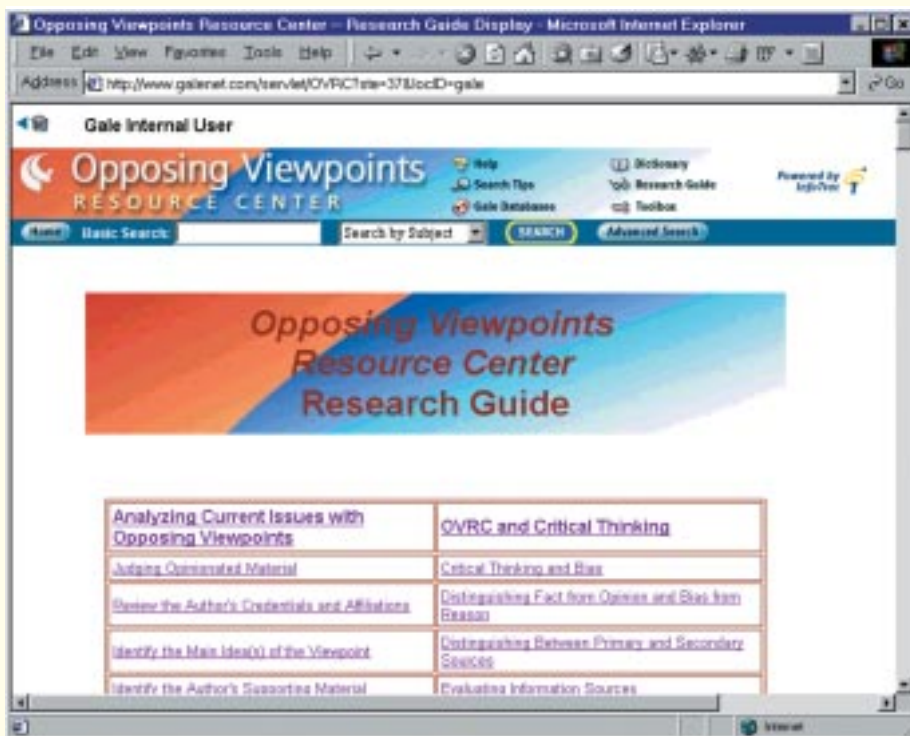 Opposing Viewpoints Resource Center -- Research Guide Display - Microsoft Internet Explorer
File Edit View Favorites Tools Help
Address http://www.galenet.com/servlet/OVRC?ste=37&locID=gale Go
Gale Internal User
Opposing Viewpoints
RESOURCE CENTER
Help
Search Tips
Gale Databases
Dictionary
Research Guide
Toolbox
Powered by
InfoTrac
Home Basic Search: Search by Subject SEARCH Advanced Search
Opposing Viewpoints
Resource Center
Research Guide
Analyzing Current Issues with
Opposing Viewpoints
OVRC and Critical Thinking
Judging Opinionated Material
Critical Thinking and Bias
Review the Author's Credentials and Affiliations
Distinguishing Fact from Opinion and Bias from
Reason
Identify the Main Idea(s) of the Viewpoint
Distinguishing Between Primary and Secondary
Sources
Identify the Author's Supporting Material
Evaluating Information Sources
Internet